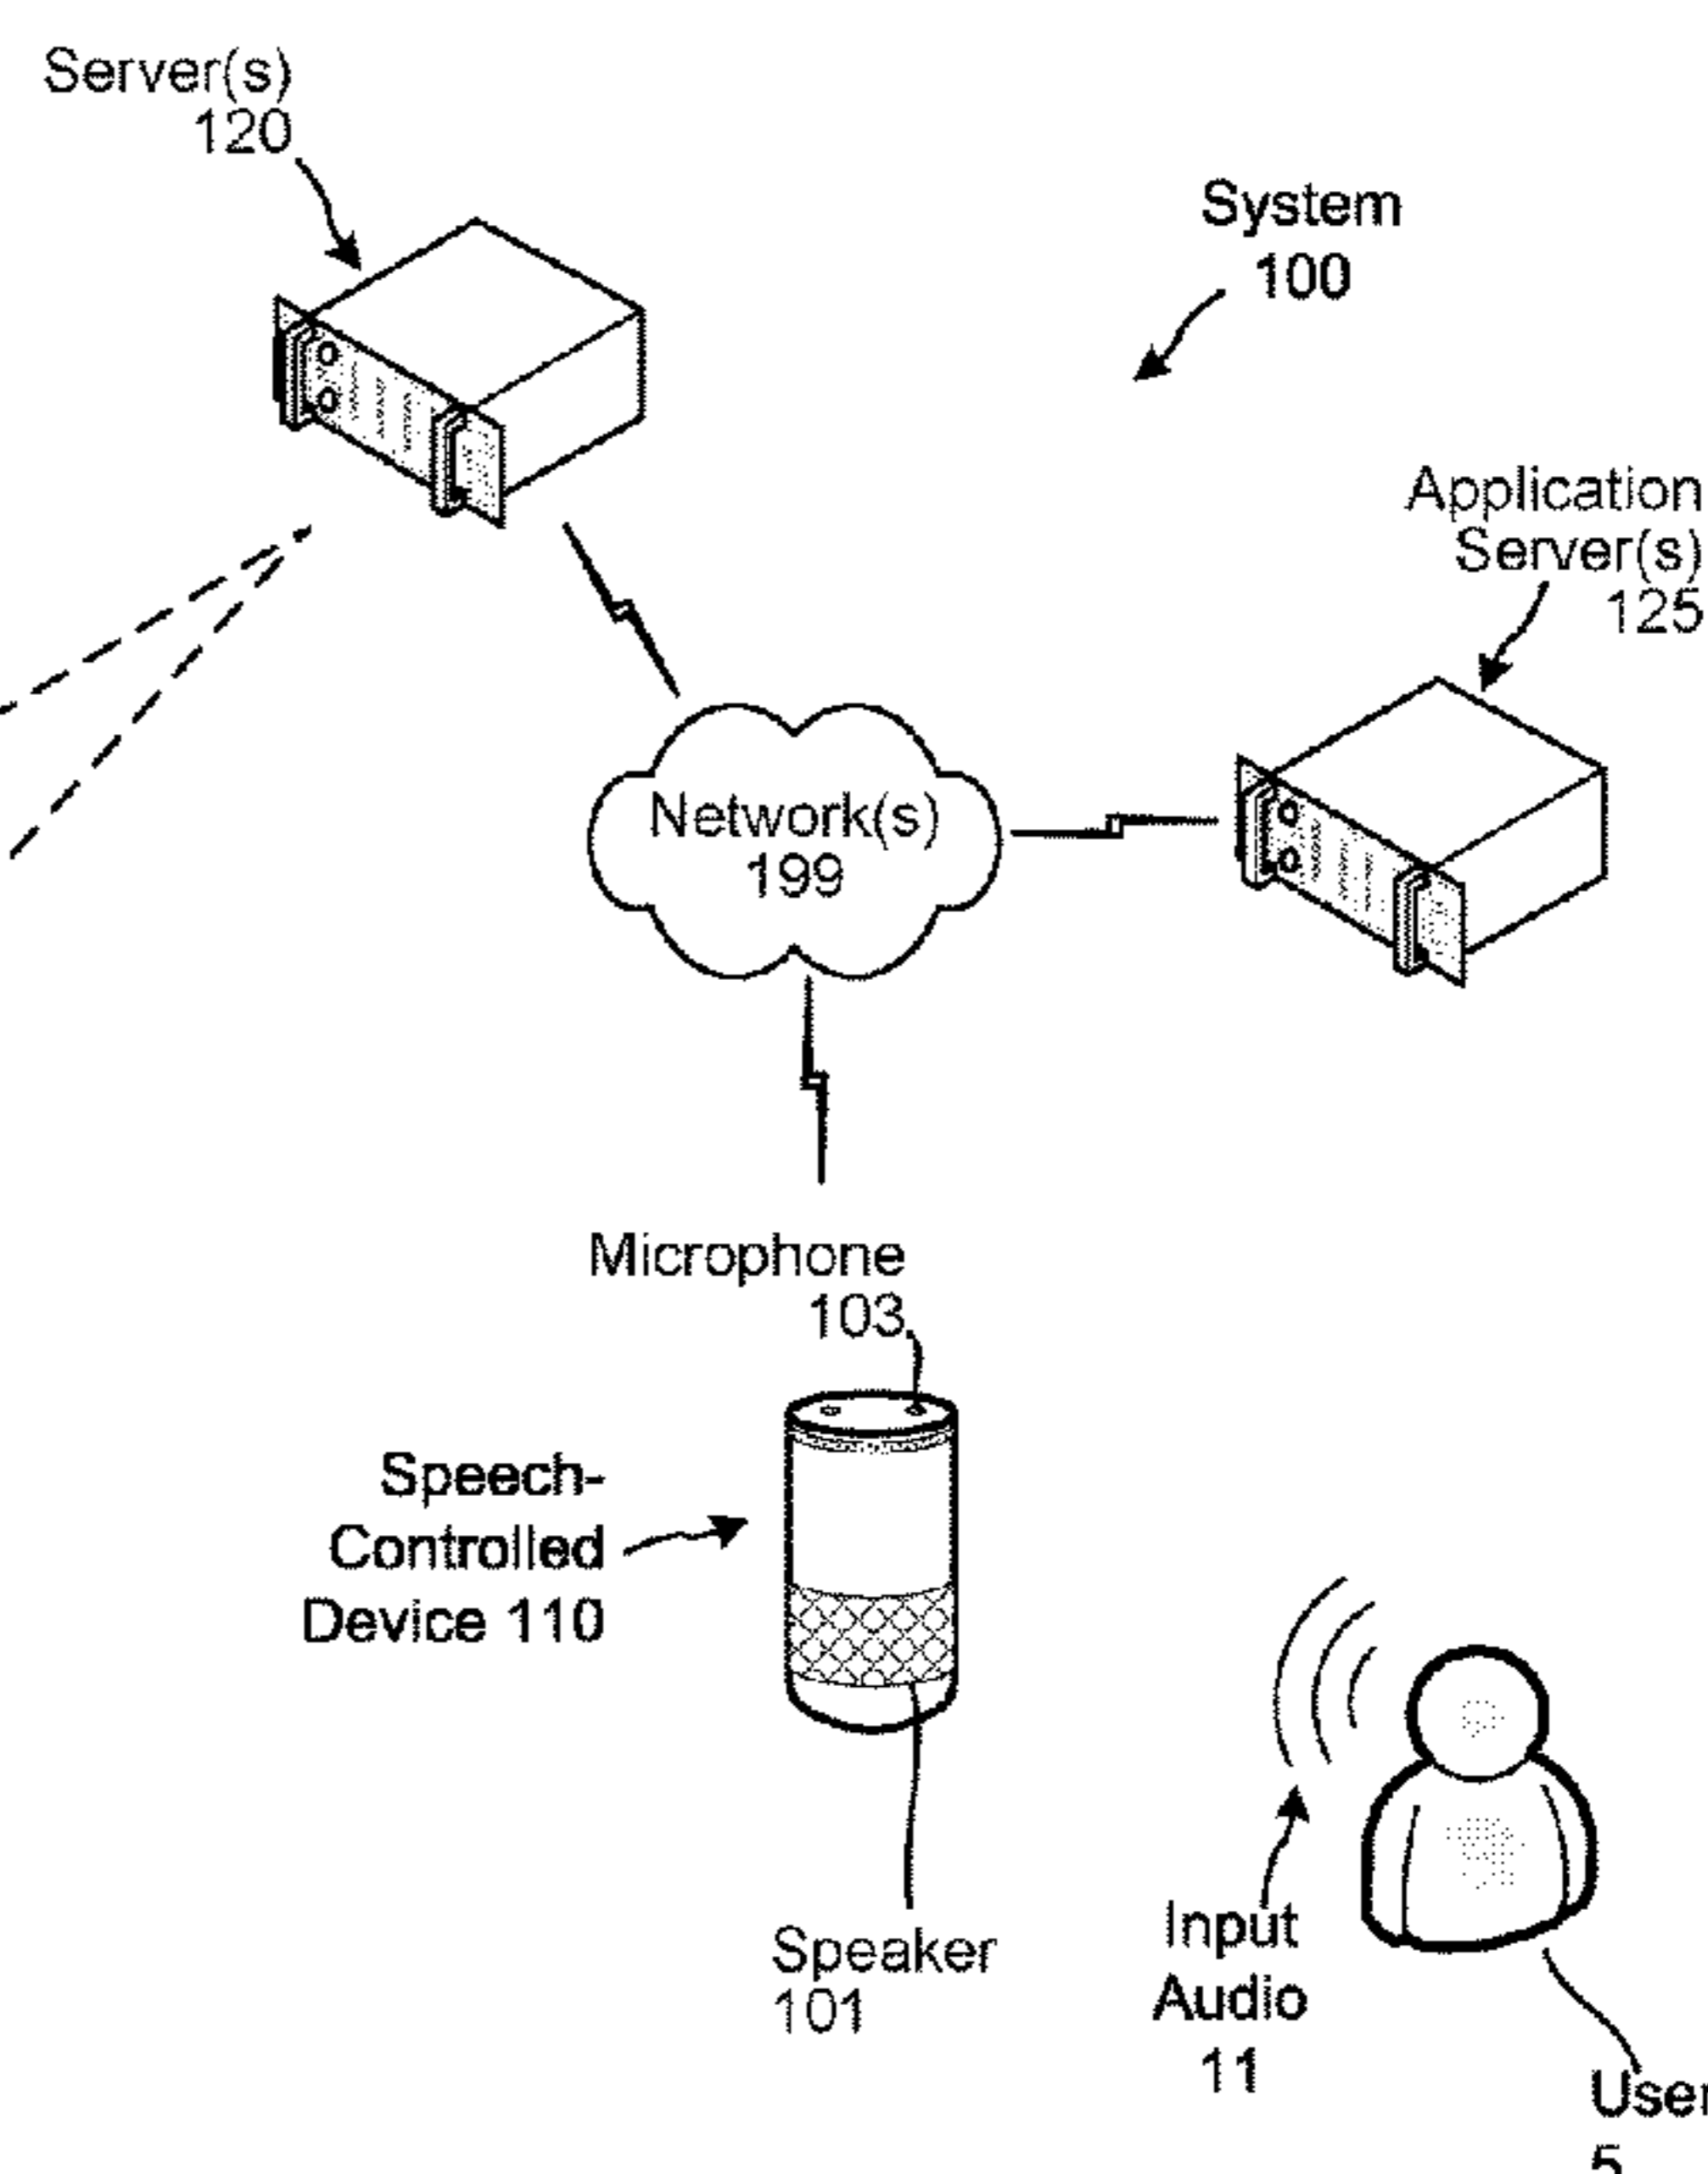 Server(s)
120
System
100
Application
Server(s)
125
Network(s)
199
Microphone
103
Speech-
Controlled
Device 110
Speaker
101
Input
Audio
11
User
5